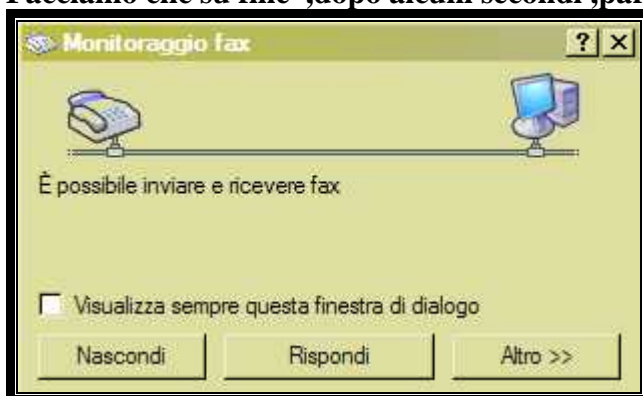 Monitoraggio fax
È possibile inviare e ricevere fax
Visualizza sempre questa finestra di dialogo
Nascondi Rispondi Altro >>